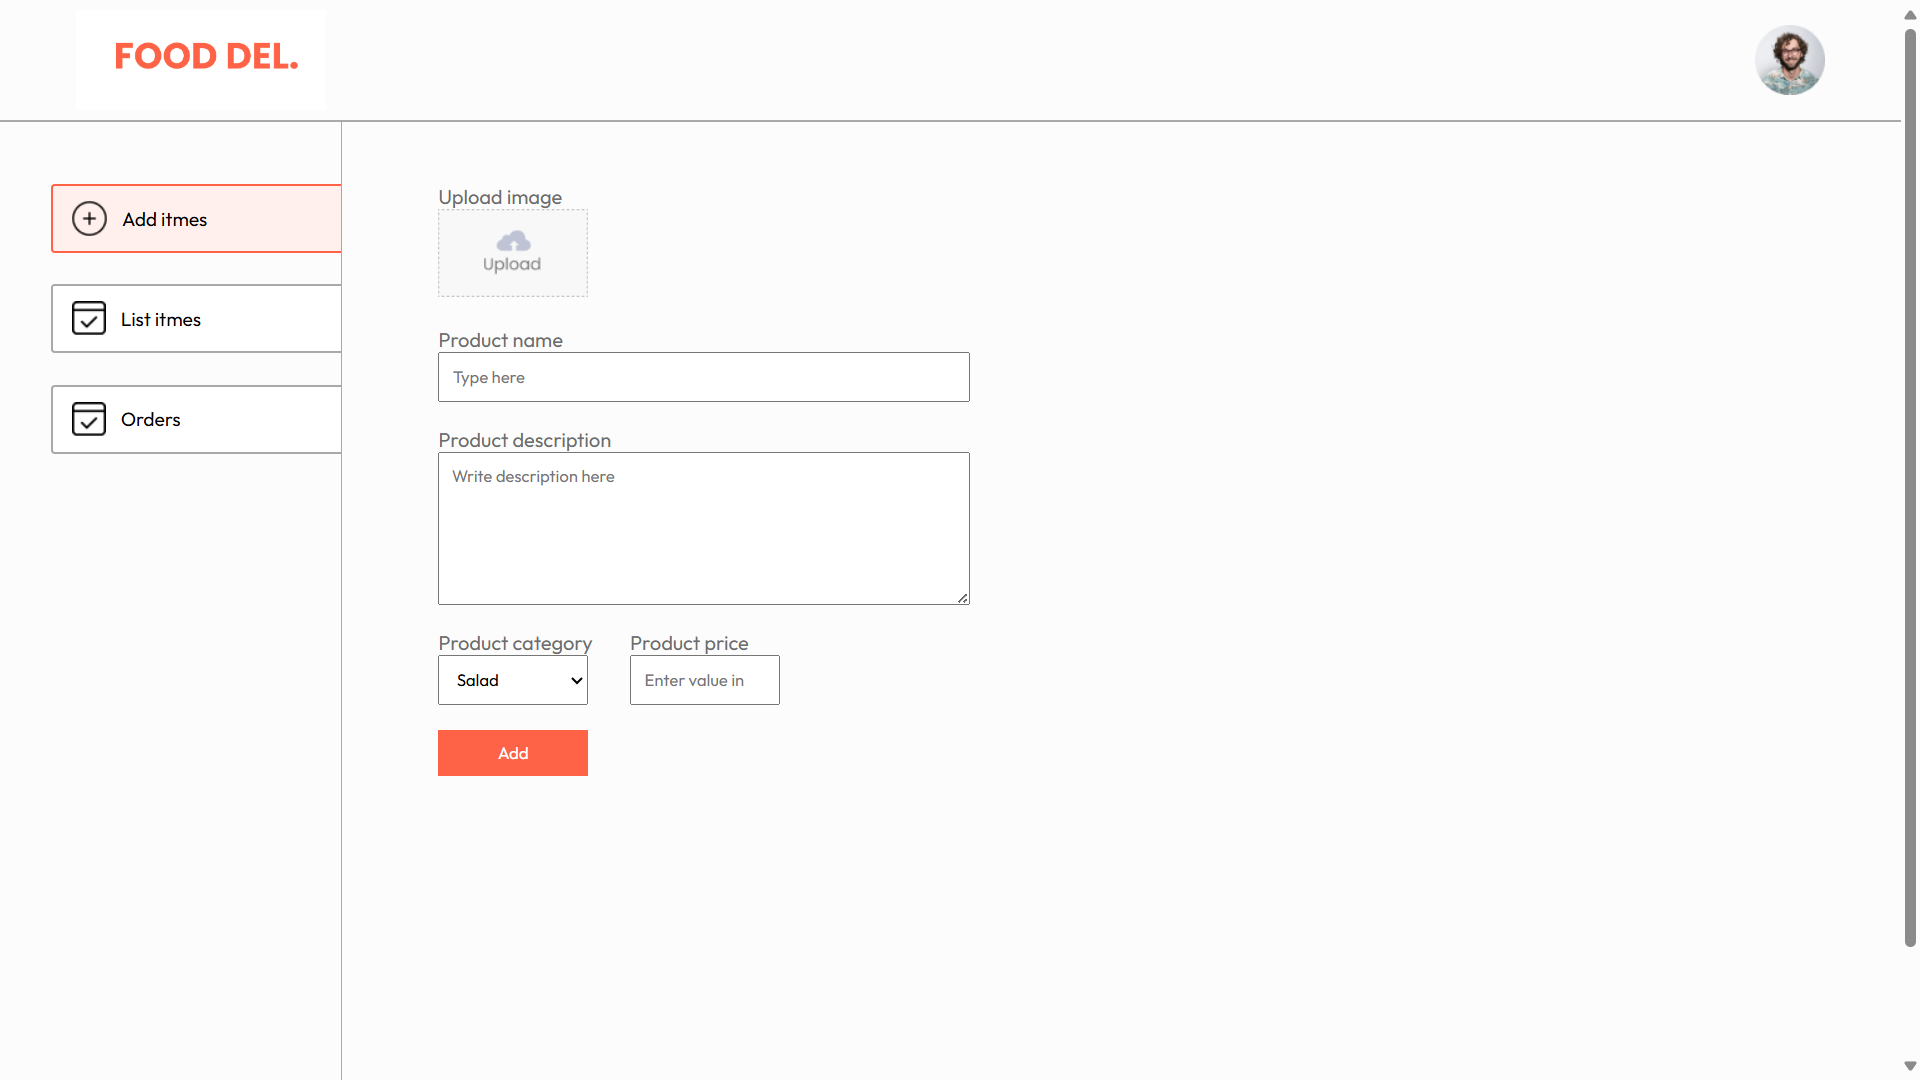 FOOD DEL.
Add itmes
List itmes
Orders
Upload image
Upload
Product name
Type here
Product description
Write description here
Product category
Product price
Salad
Enter value in
Add